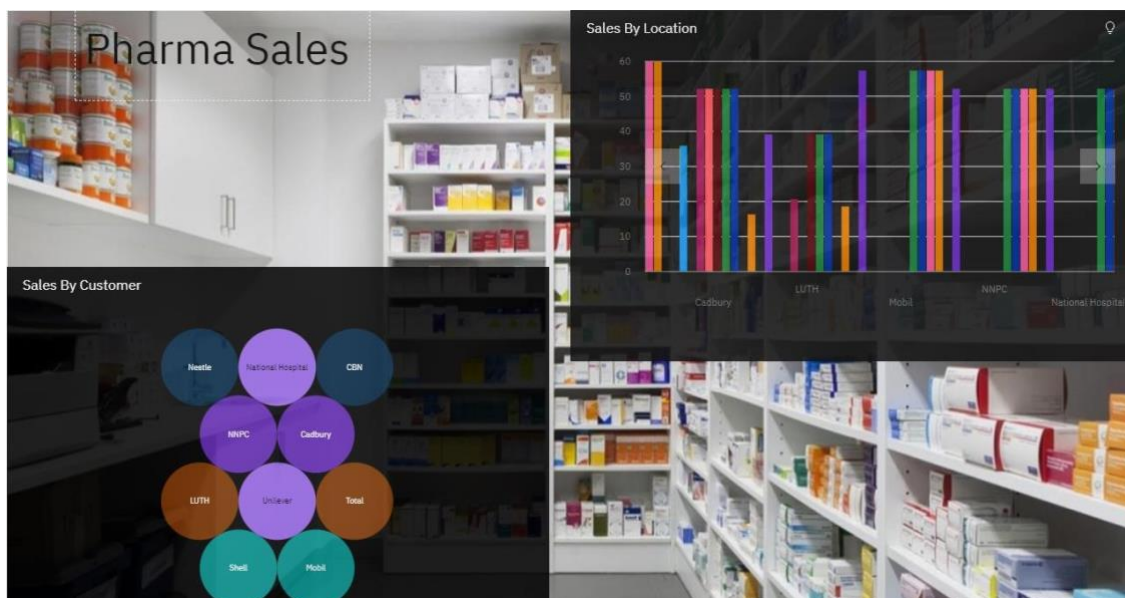 Pharma Sales
Sales By Location
60
50
40
30
20
10
0
LUTH
NNPC
Cadbury
Mobil
National Hospital
Sales By Customer
Nestle
National Hospital
CBN
NNPC
Cadbury
LUTH
Unilever
Total
Shell
Mobil